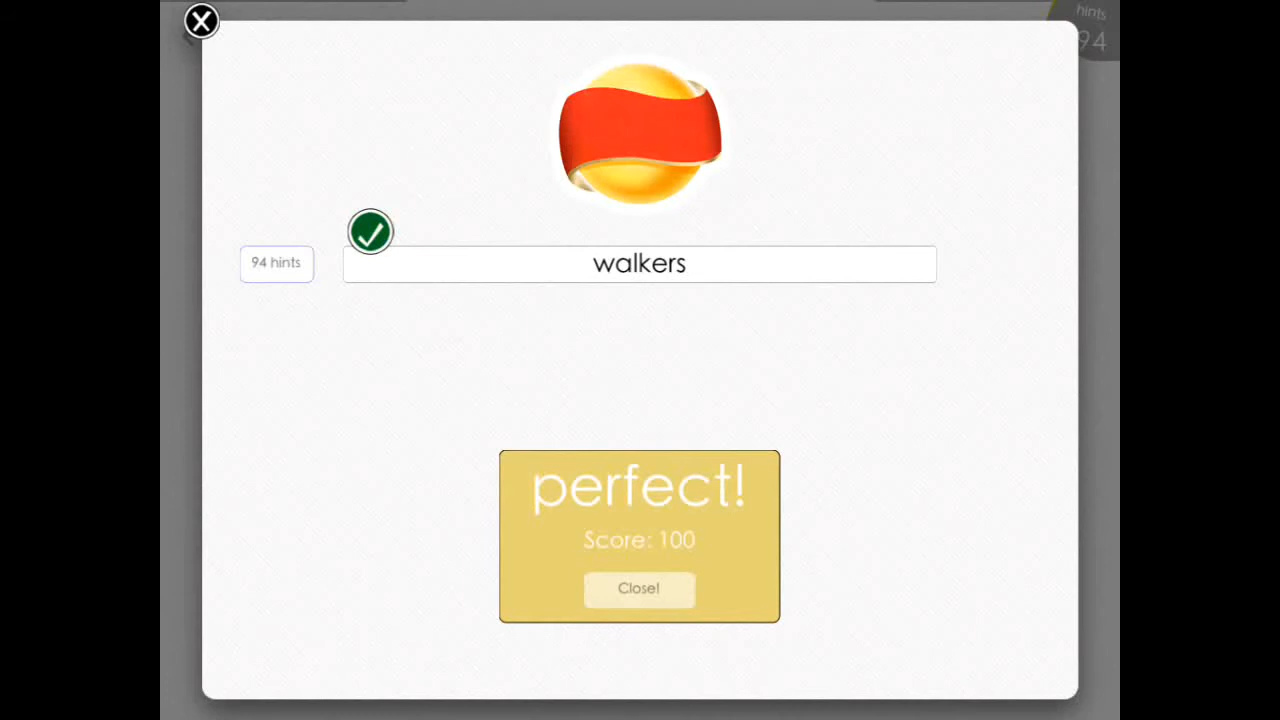 hints
94
94 hints
walkers
perfect!
Score: 100
Close!